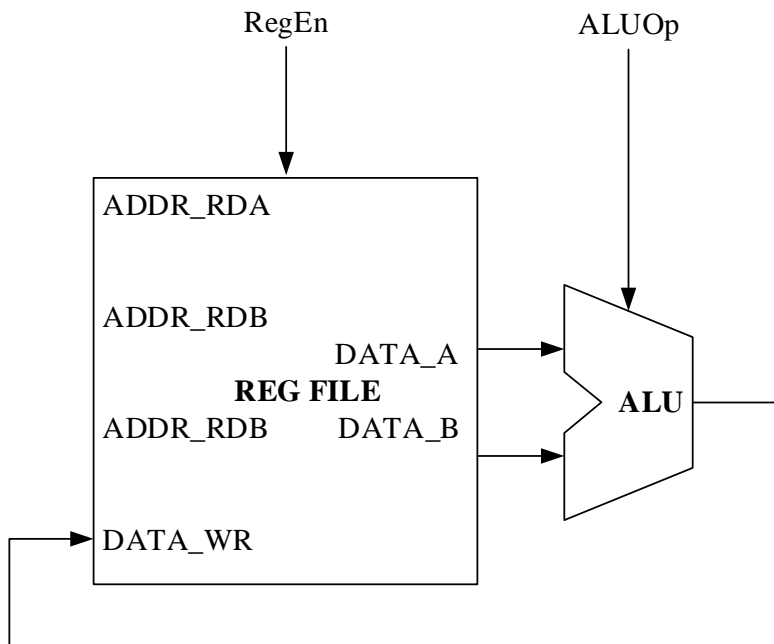 RegEn
ALUOp
ADDR_RDA
ADDR_RDB
DATA_A
REG FILE
ALU
ADDR_RDB
DATA_B
DATA_WR